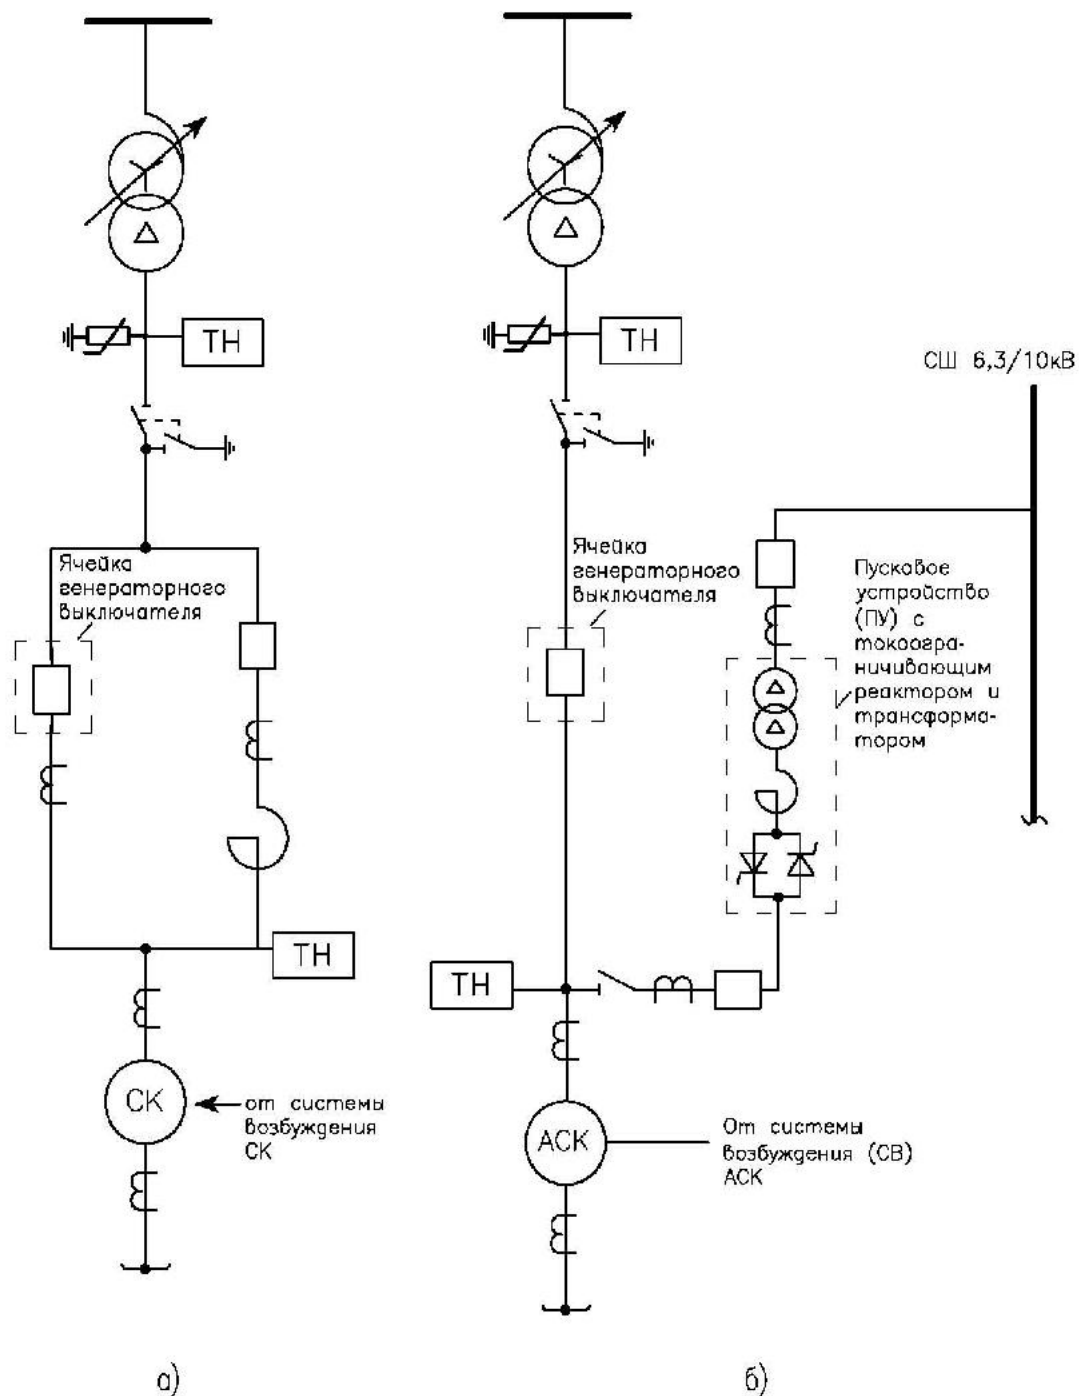 ТН
ТН
СШ 6,3/10кВ
Ячейка
генераторного
выключателя
Ячейка
генераторного
выключателя
Пусковое
устройство
(ПУ) с
токоогра-
ничивающим
реактором и
трансформа-
тором
ТН
ТН
СК
от системы
возбуждения
СК
АСК
От системы
возбуждения (СВ)
АСК
а)
б)